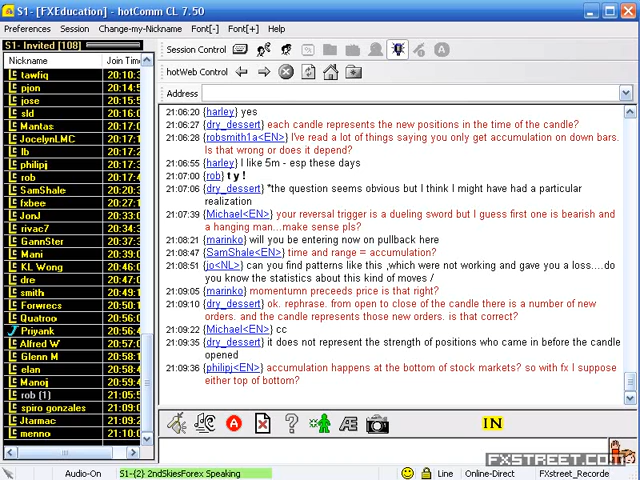 S1- [FXEducation] - hotComm CL 7.50
Preferences Session Change-my-Nickname Font[-] Font[+] Help
S1- Invited [108]
Nickname Join Time
tawfiq 20:10:3
pjon 20:14:5
jose 20:15:5
sld 20:17:2
Mantas 20:17:2
JocelynLMC 20:17:3
lb 20:17:3
philipj 20:17:3
rob 20:17:5
SamShale 20:20:3
fxbee 20:21:0
JonJ 20:21:0
rivac7 20:21:0
GannSter 20:22:2
Mani 20:23:0
KL Wong 20:28:0
dre 20:29:0
smith 20:29:1
Forwrecs 20:50:0
Quatroo 20:56:0
Priyank 20:56:4
Alfred W 20:57:0
Glenn M 20:58:1
elan 20:58:1
Manoj 20:58:1
rob (1) 21:05:5
spiro gonzales 21:09:0
Jtarmac 21:09:0
menno 21:10:0
Session Control
A
hotWeb Control
Address
21:06:20 {harley} yes
21:06:27 {dry_dessert} each candle represents the new positions in the time of the candle?
21:06:28 {robsmith1a<EN>} I've read a lot of things saying you only get accumulation on down bars.
Is that wrong or does it depend?
21:06:55 {harley} I like 5m - esp these days
21:07:00 {rob} t y !
21:07:06 {dry_dessert} *the question seems obvious but I think I might have had a particular
realization
21:07:39 {Michael<EN>} your reversal trigger is a dueling sword but I guess first one is bearish and
a hanging man...make sense pls?
21:08:21 {marinko} will you be entering now on pullback here
21:08:47 {SamShale<EN>} time and range = accumulation?
21:08:51 {jo<NL>} can you find patterns like this ,which were not working and gave you a loss....do
you know the statistics about this kind of moves /
21:09:05 {marinko} momentumn preceeds price is that right?
21:09:10 {dry_dessert} ok. rephrase. from open to close of the candle there is a number of new
orders. and the candle represents those new orders. is that correct?
21:09:22 {Michael<EN>} cc
21:09:35 {dry_dessert} it does not represent the strength of positions who came in before the candle
opened
21:09:36 {philipj<EN>} accumulation happens at the bottom of stock markets? so with fx I suppose
either top of bottom?
A ? Æ IN
FXSTREET.com
Audio-On S1-{2} 2ndSkiesForex Speaking Line Online-Direct FXstreet_Recorde